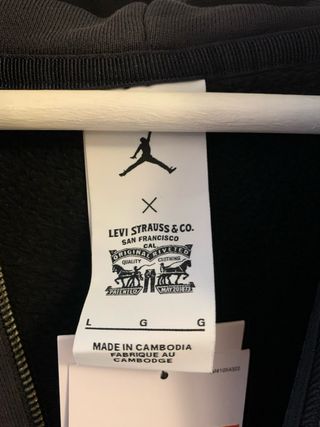 ×
LEVI STRAUSS & CO.
SAN FRANCISCO
CAL
ORIGINAL RIVETED
QUALITY CLOTHING
PATENTED MAY 20 1873
L G G
MADE IN CAMBODIA
FABRIQUE AU
CAMBODGE